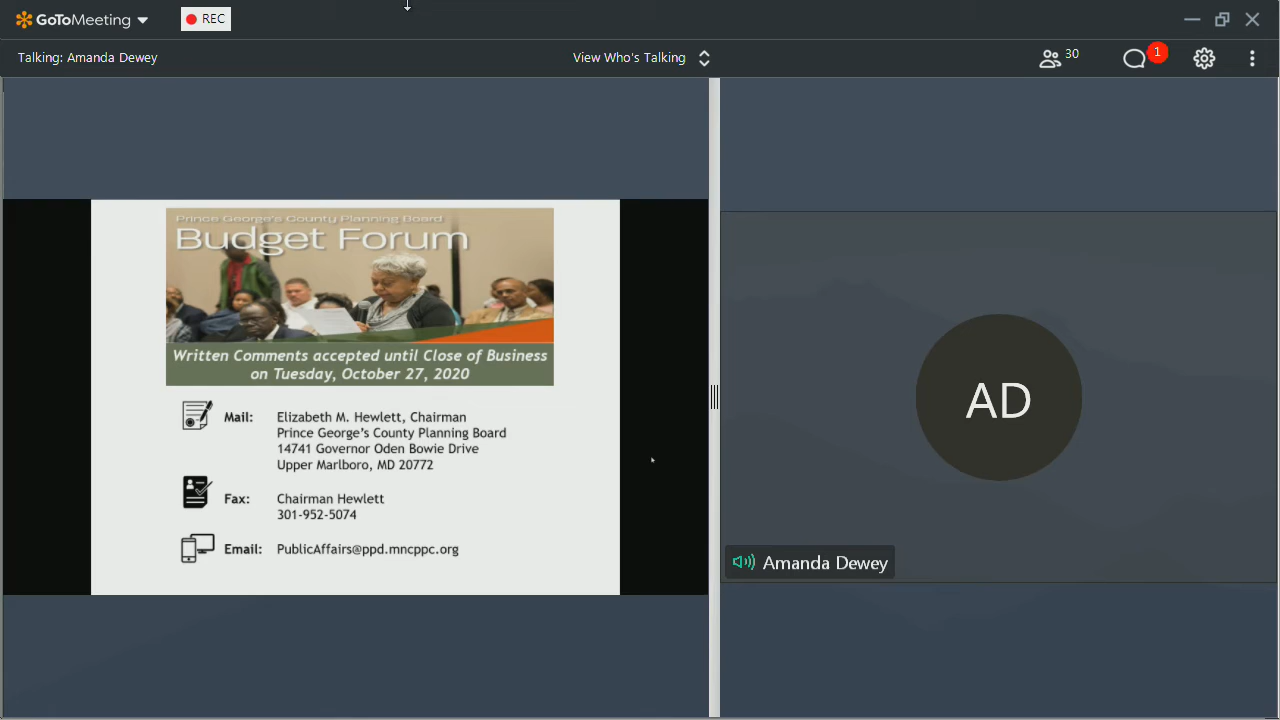 GoToMeeting
REC
Talking: Amanda Dewey
View Who's Talking
30
1
Prince George's County Planning Board
Budget Forum
Written Comments accepted until Close of Business
on Tuesday, October 27, 2020
Mail: Elizabeth M. Hewlett, Chairman
Prince George's County Planning Board
14741 Governor Oden Bowie Drive
Upper Marlboro, MD 20772
Fax: Chairman Hewlett
301-952-5074
Email: PublicAffairs@ppd.mncppc.org
AD
Amanda Dewey